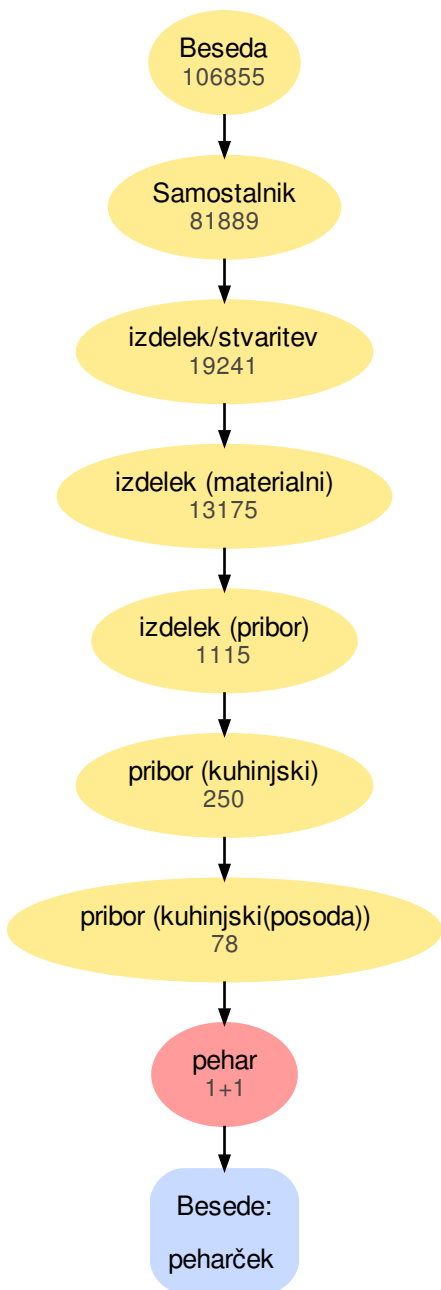 Beseda
106855
Samostalnik
81889
izdelek/stvaritev
19241
izdelek (materialni)
13175
izdelek (pribor)
1115
pribor (kuhinjski)
250
pribor (kuhinjski(posoda))
78
pehar
1+1
Besede:
peharček